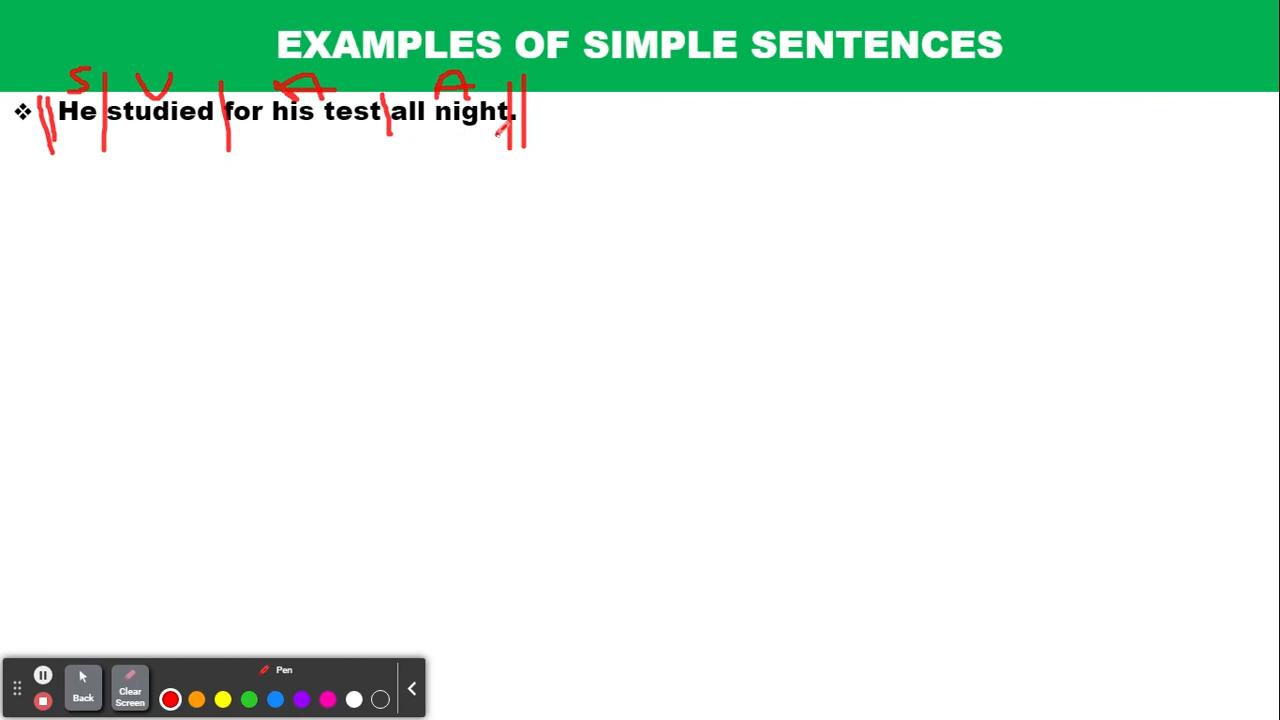 EXAMPLES OF SIMPLE SENTENCES
S V A A
He studied for his test all night.
Pen
Back
Clear
Screen